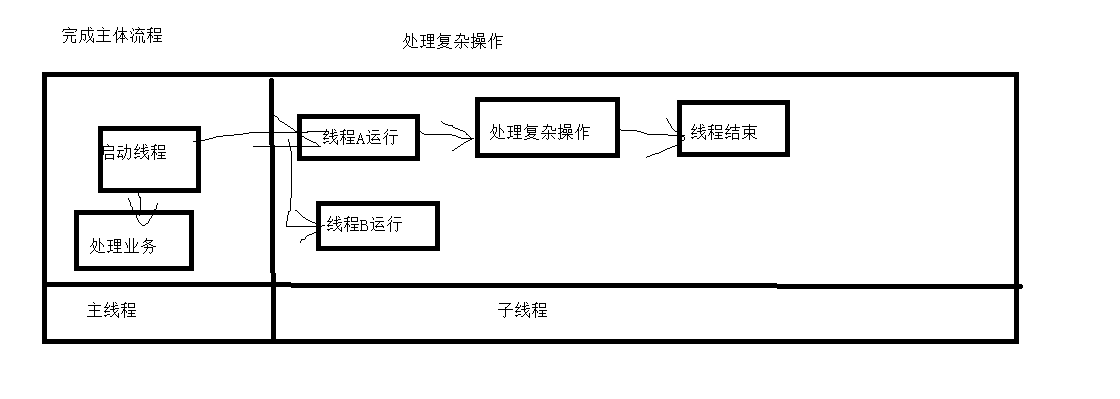 完成主体流程
处理复杂操作
启动线程
线程A运行
处理复杂操作
线程结束
处理业务
线程B运行
主线程
子线程